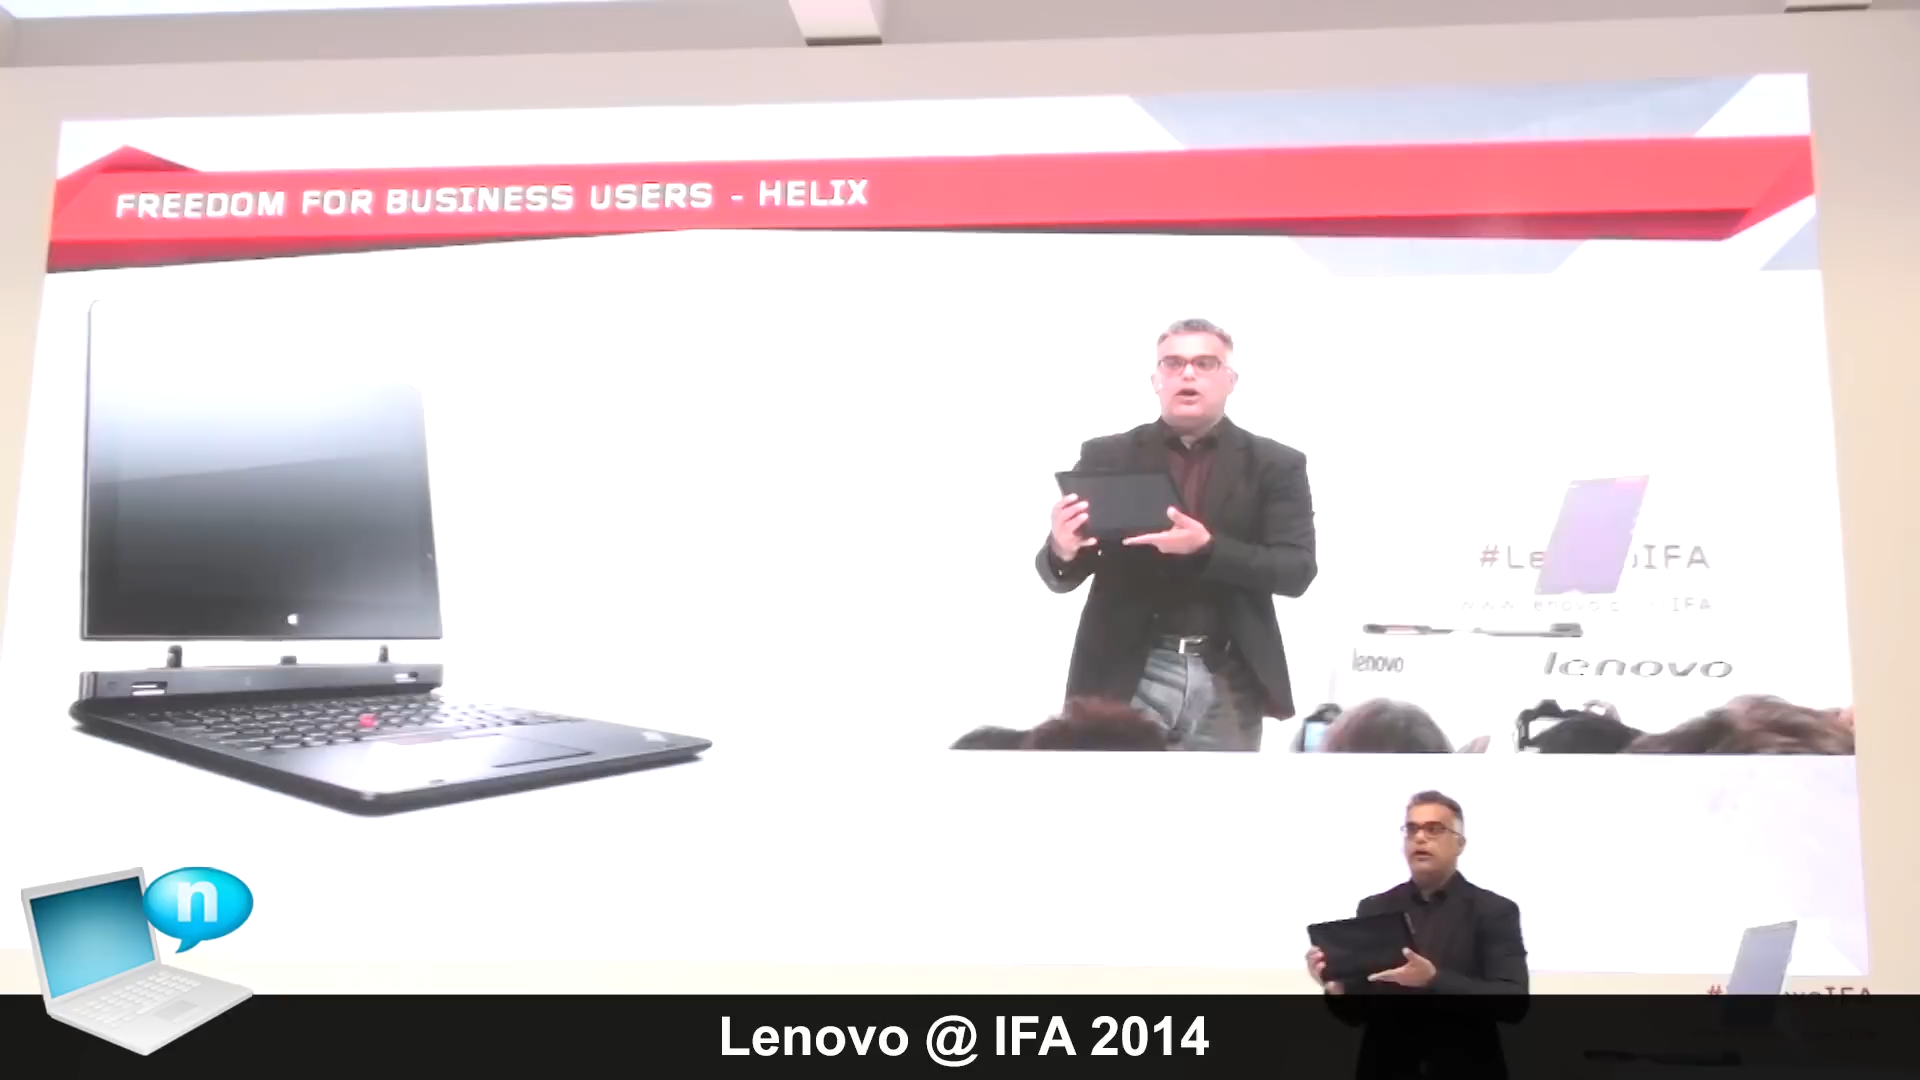 FREEDOM FOR BUSINESS USERS - HELIX
lenovo
lenovo
n
Lenovo @ IFA 2014